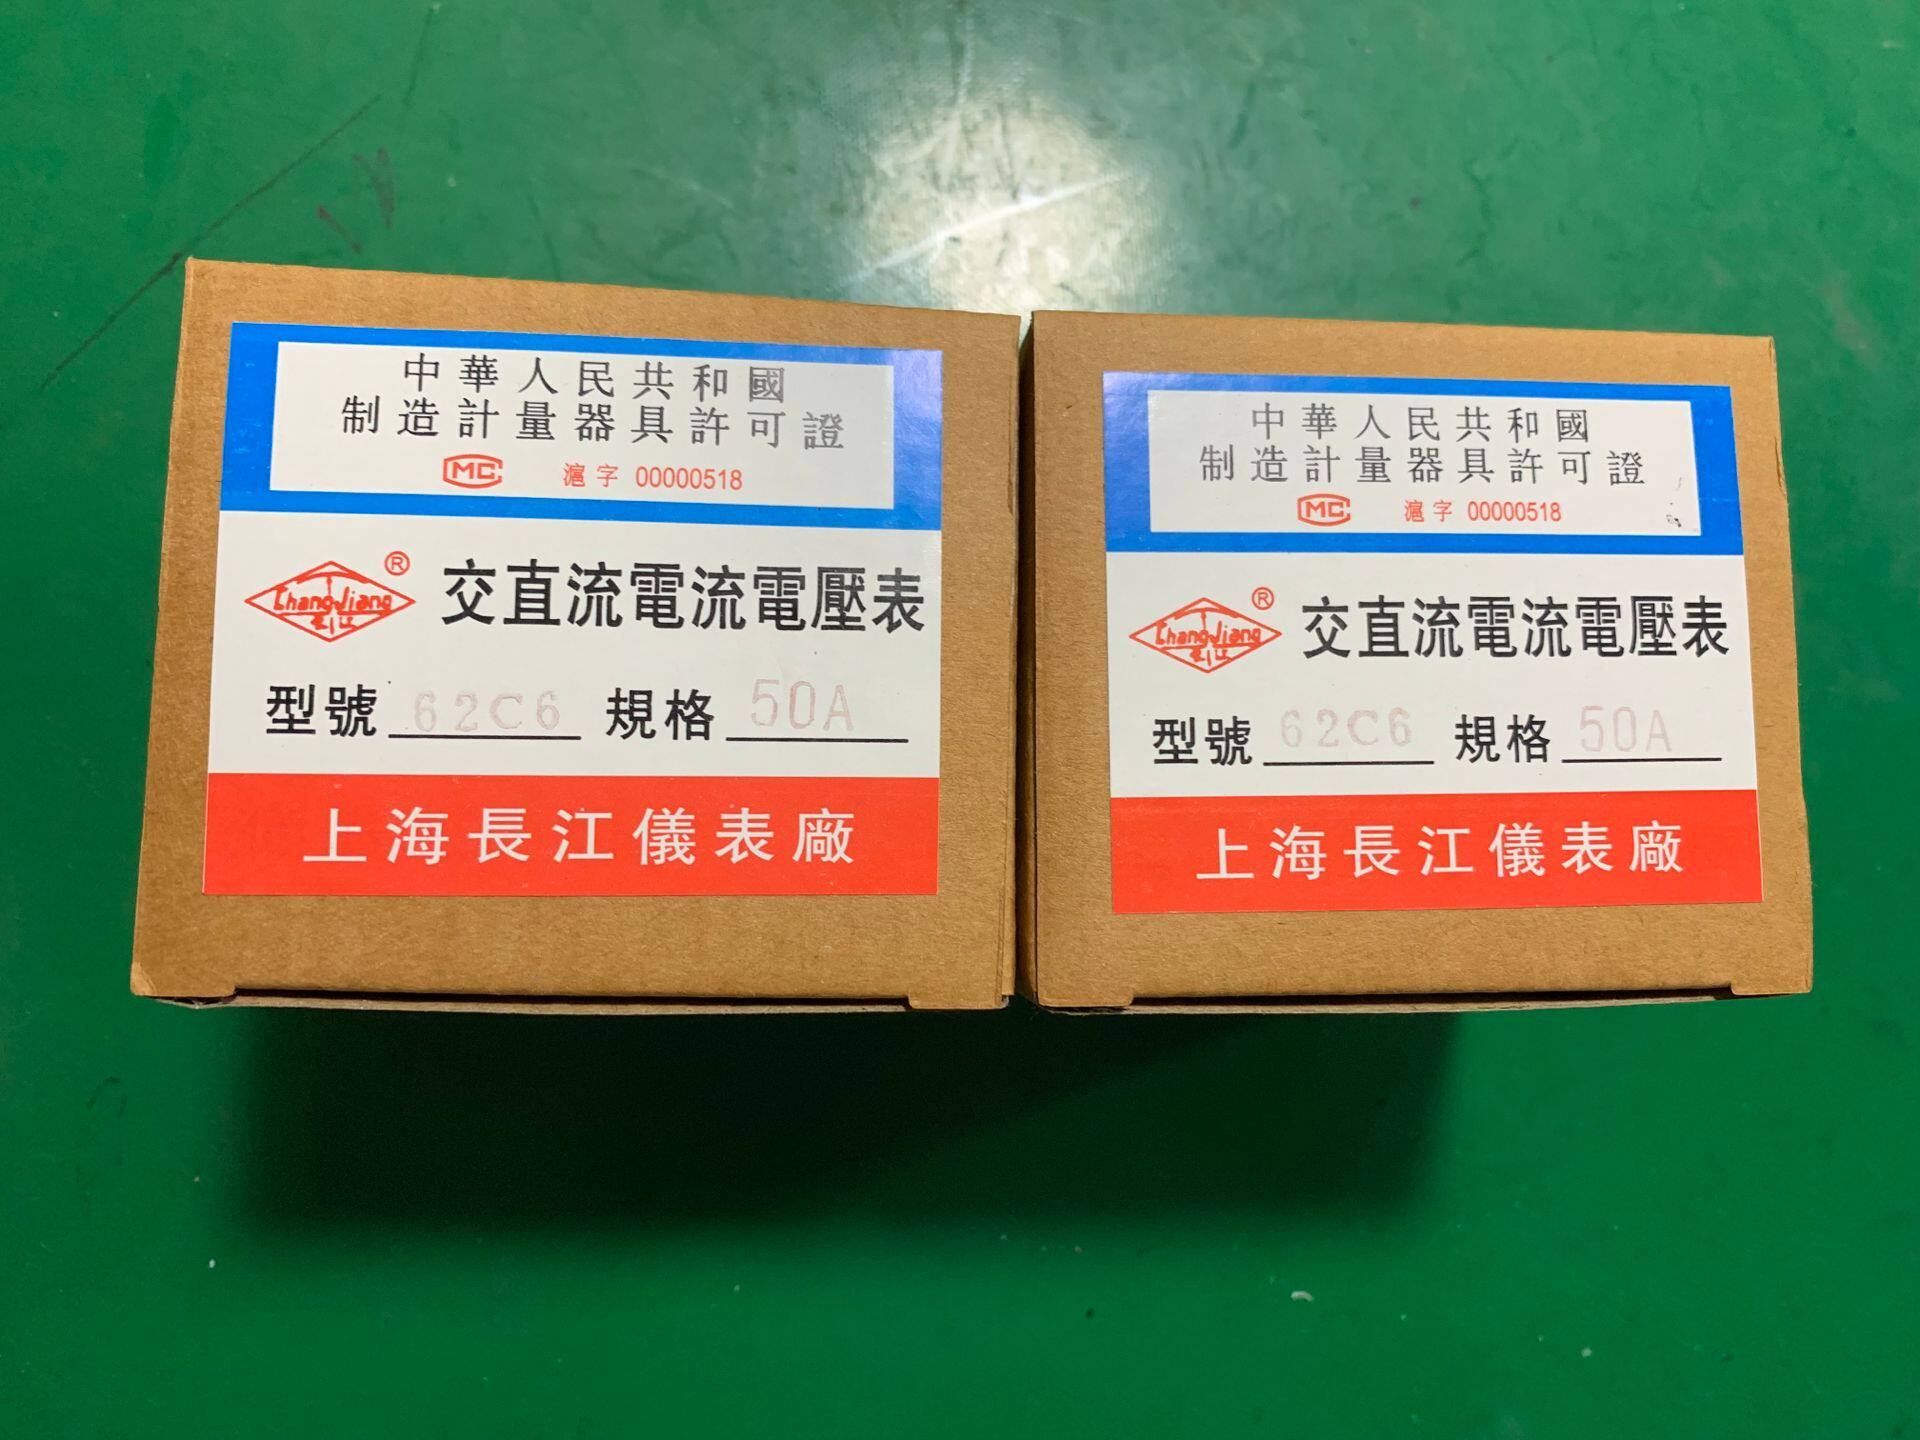 中華人民共和國
制造計量器具許可證
MC 滬字 00000518
ChangJiang ® 交直流電流電壓表
型號 62C6 規格 50A
上海長江儀表廠
中華人民共和國
制造計量器具許可證
MC 滬字 00000518
ChangJiang ® 交直流電流電壓表
型號 62C6 規格 50A
上海長江儀表廠